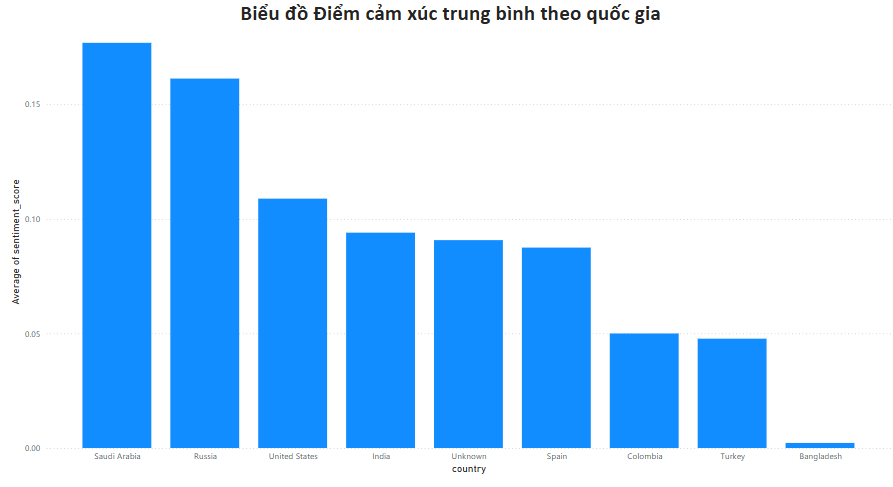 Biểu đồ Điểm cảm xúc trung bình theo quốc gia
Average of sentiment_score
0.15
0.10
0.05
0.00
Saudi Arabia Russia United States India Unknown Spain Colombia Turkey Bangladesh
country